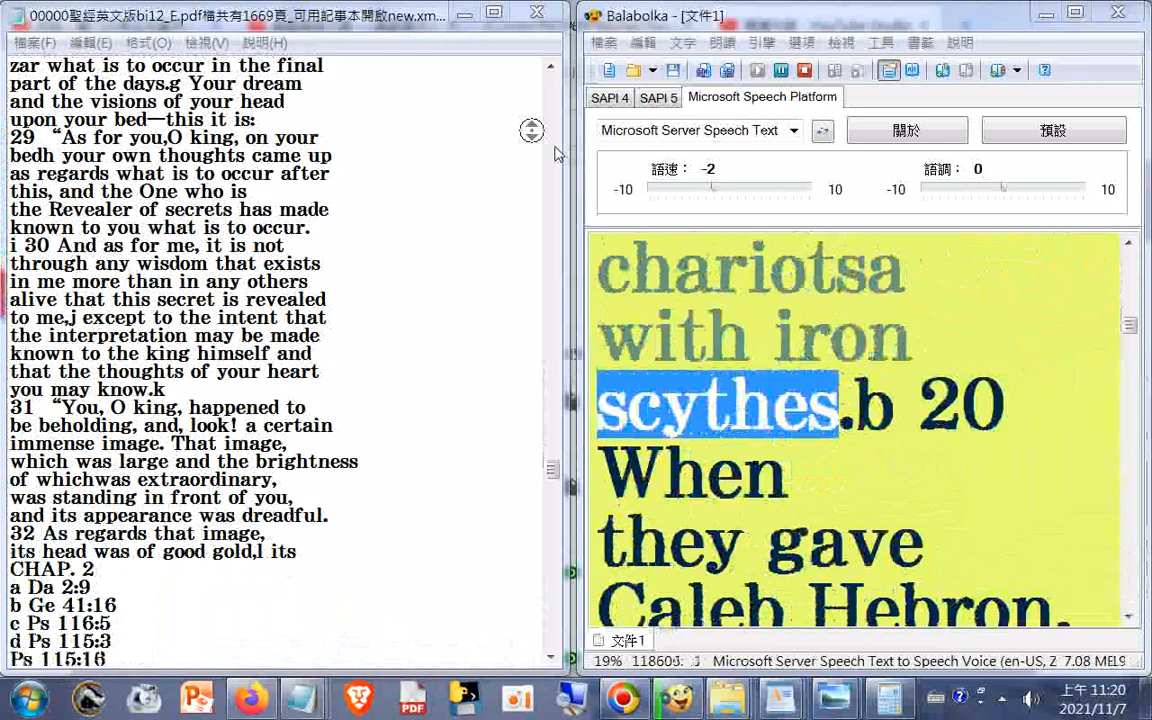 00000聖經英文版bi12_E.pdf檔共有1669頁_可用記事本開啟new.xm...
檔案(F) 編輯(E) 格式(O) 檢視(V) 說明(H)
zar what is to occur in the final
part of the days.g Your dream
and the visions of your head
upon your bed—this it is:
29 “As for you,O king, on your
bedh your own thoughts came up
as regards what is to occur after
this, and the One who is
the Revealer of secrets has made
known to you what is to occur.
i 30 And as for me, it is not
through any wisdom that exists
in me more than in any others
alive that this secret is revealed
to me,j except to the intent that
the interpretation may be made
known to the king himself and
that the thoughts of your heart
you may know.k
31 “You, O king, happened to
be beholding, and, look! a certain
immense image. That image,
which was large and the brightness
of whichwas extraordinary,
was standing in front of you,
and its appearance was dreadful.
32 As regards that image,
its head was of good gold,l its
CHAP. 2
a Da 2:9
b Ge 41:16
c Ps 116:5
d Ps 115:3
Ps 115:16
Balabolka - [文件1]
檔案 編輯 文字 朗讀 引擎 選項 檢視 工具 書籤 說明
SAPI 4 SAPI 5 Microsoft Speech Platform
Microsoft Server Speech Text 關於 預設
語速： -2 語調： 0
-10 10 -10 10
chariotsa
with iron
scythes.b 20
When
they gave
Caleb Hebron,
文件1
19% Microsoft Server Speech Text to Speech Voice (en-US, Z 7.08 ME
上午 11:20
2021/11/7